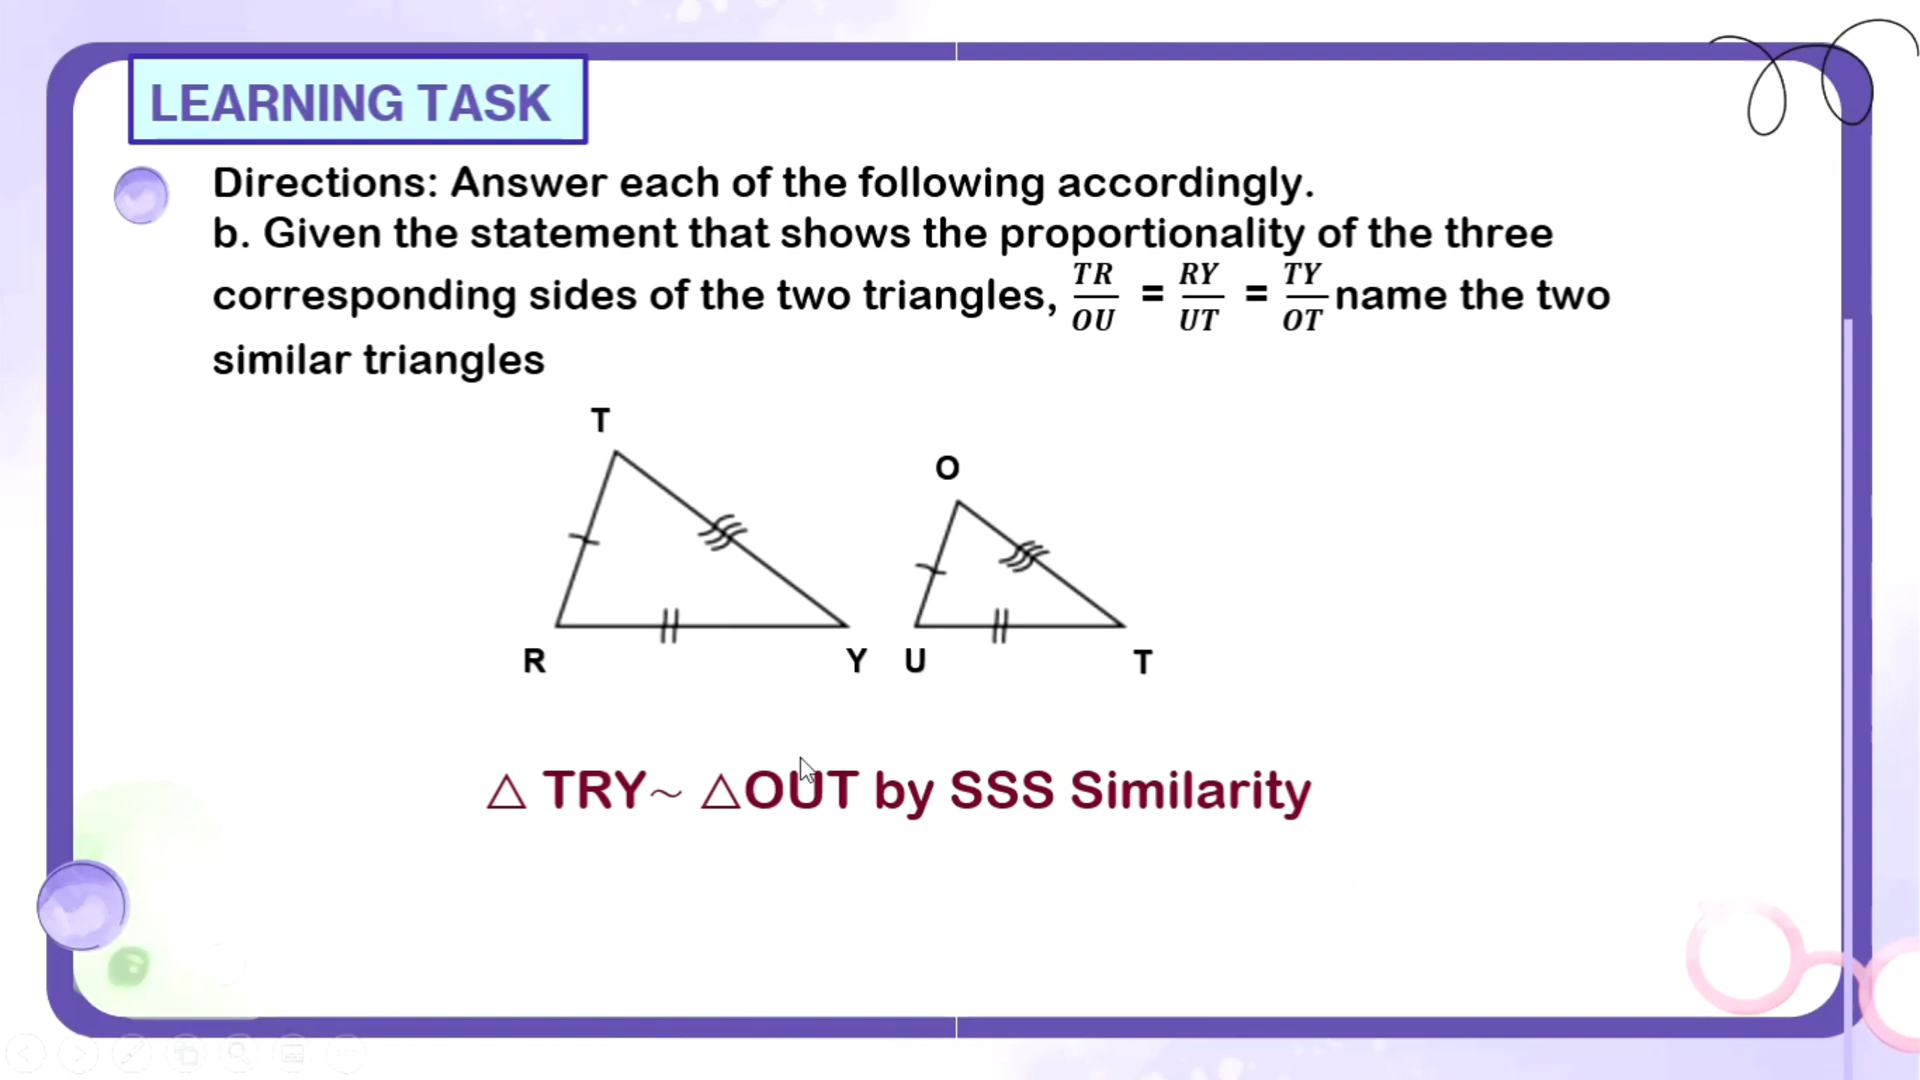 LEARNING TASK
Directions: Answer each of the following accordingly.
b. Given the statement that shows the proportionality of the three
corresponding sides of the two triangles, TR/OU = RY/UT = TY/OT name the two
similar triangles
T
O
R
Y
U
T
△ TRY~ △OUT by SSS Similarity